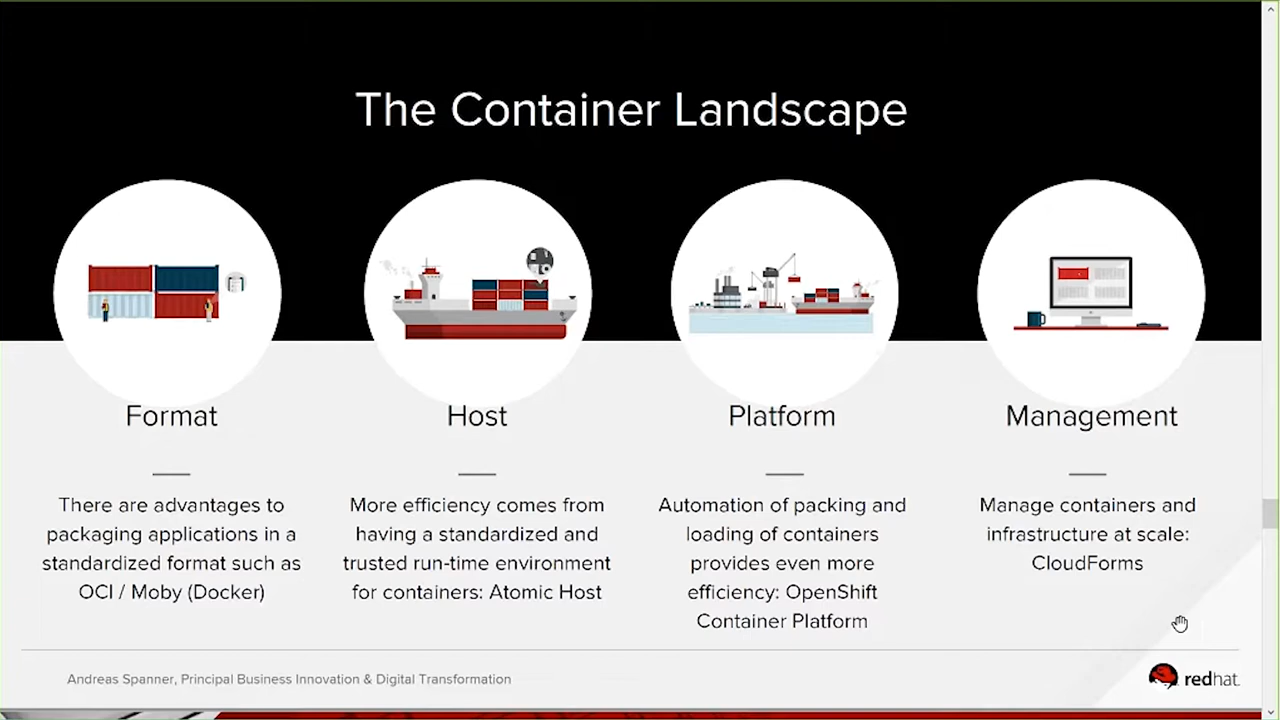 The Container Landscape
Format
There are advantages to
packaging applications in a
standardized format such as
OCI / Moby (Docker)
Host
More efficiency comes from
having a standardized and
trusted run-time environment
for containers: Atomic Host
Platform
Automation of packing and
loading of containers
provides even more
efficiency: OpenShift
Container Platform
Management
Manage containers and
infrastructure at scale:
CloudForms
Andreas Spanner, Principal Business Innovation & Digital Transformation
redhat.